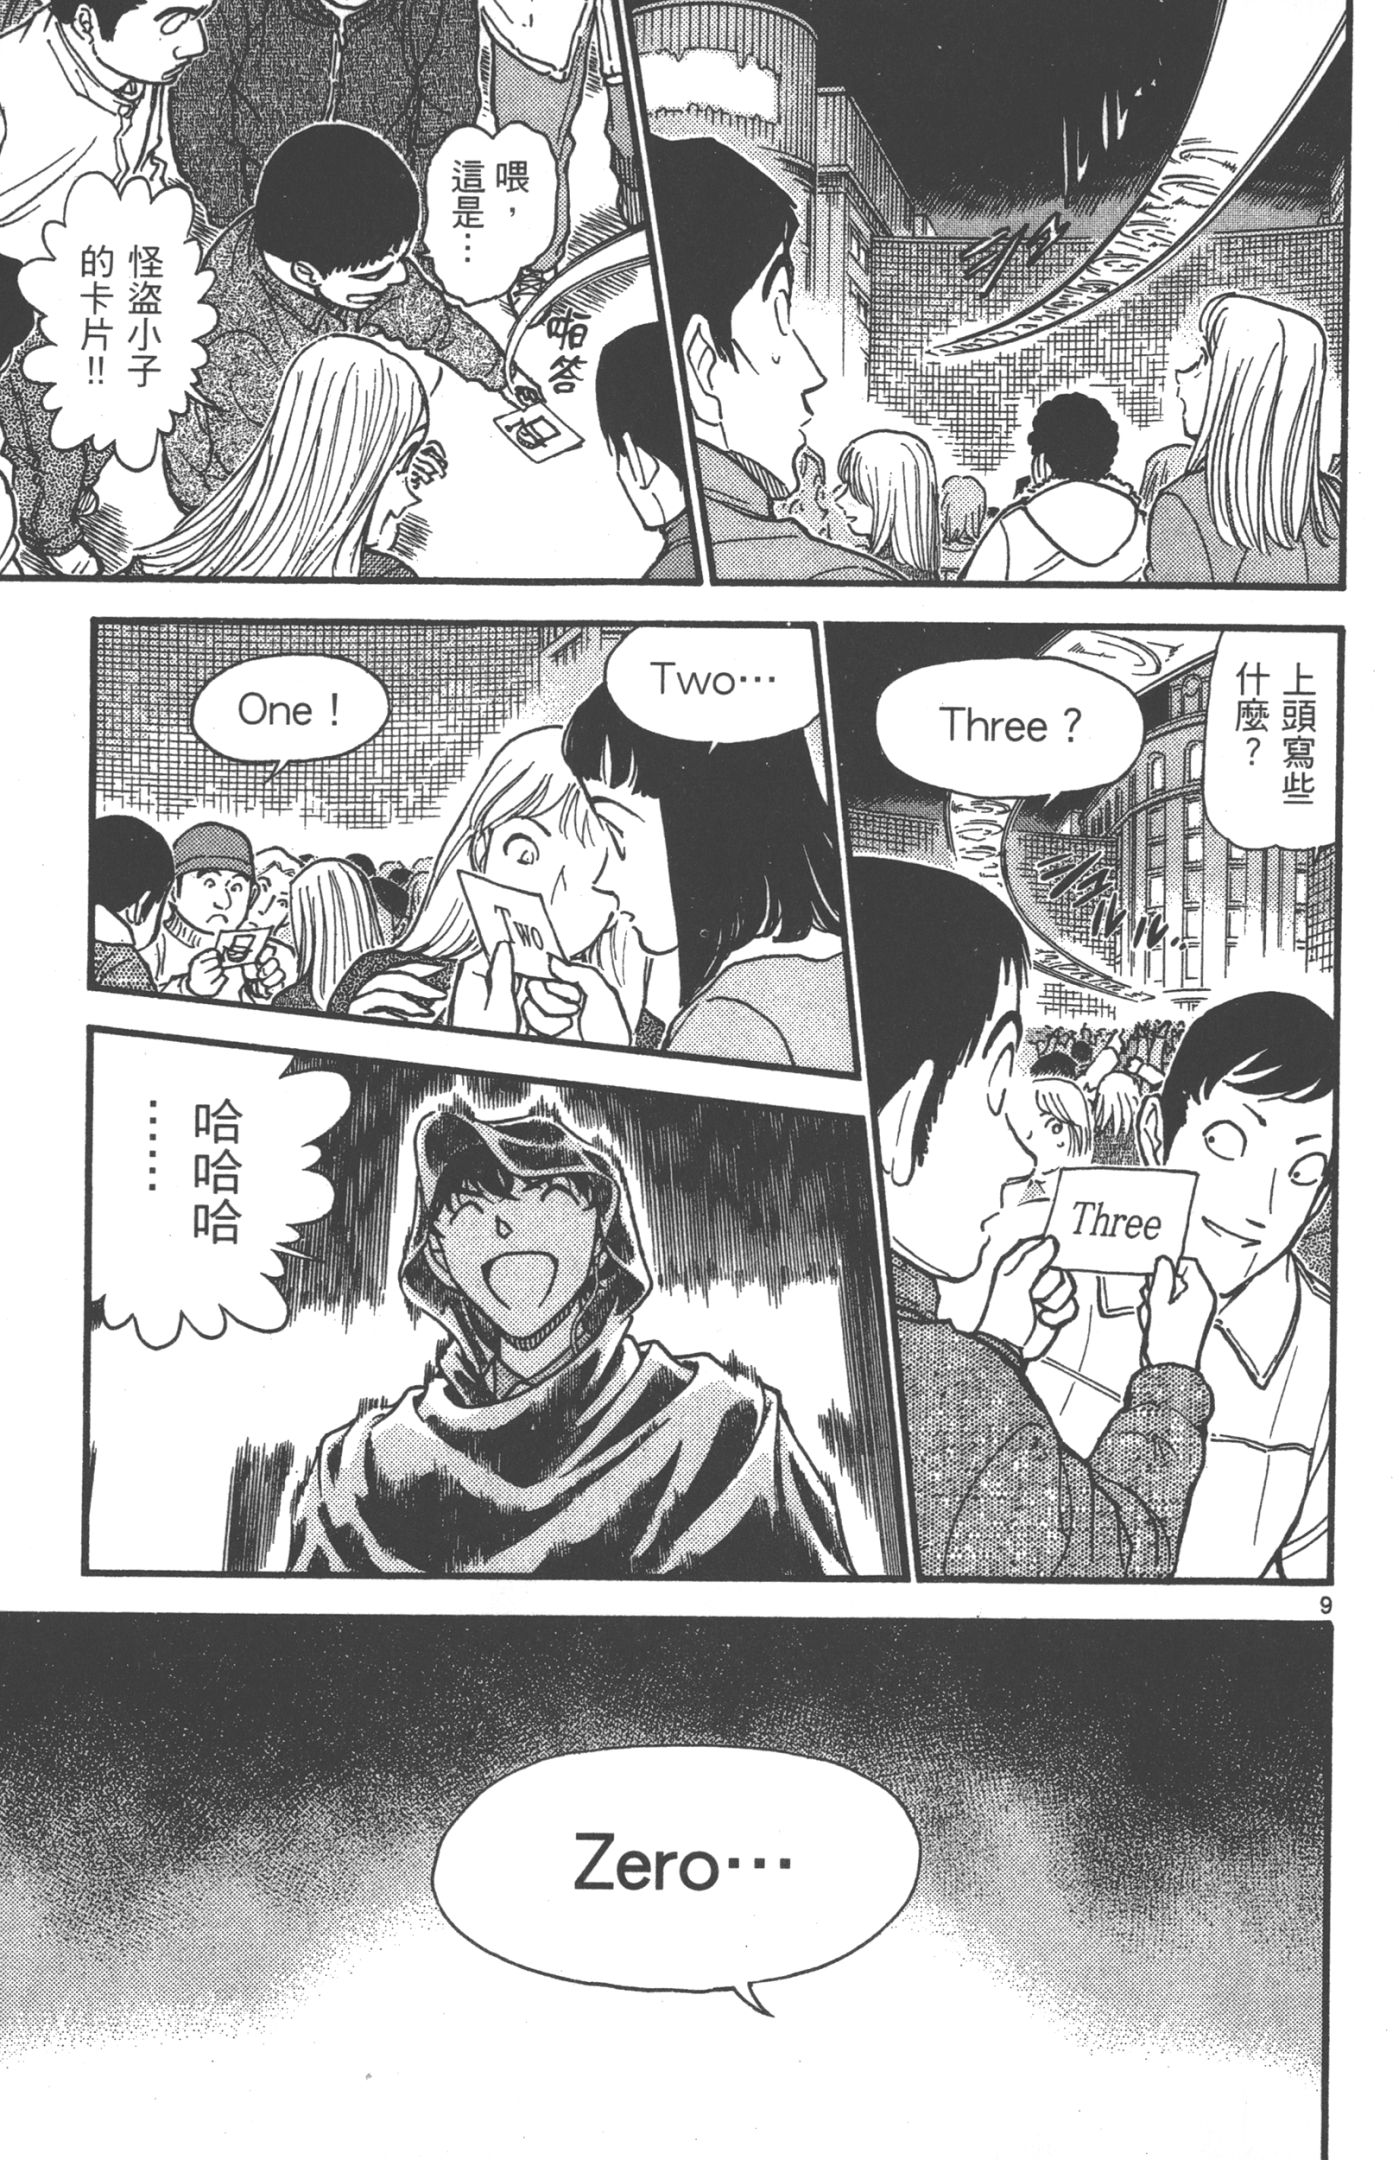 喂，
這是…
啪答
怪盜小子
的卡片!!
上頭寫些
什麼？
Three？
Three
Two…
TWO
One！
哈哈哈
……
9
Zero…